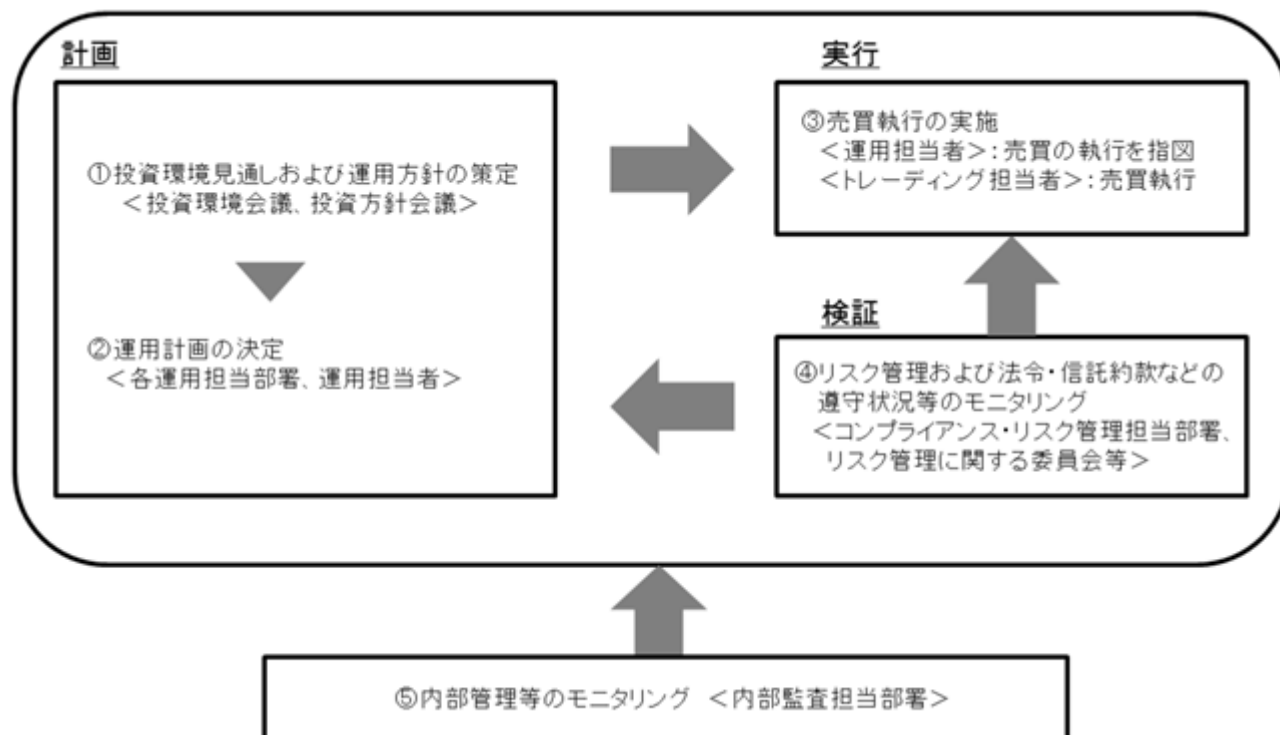 計画
①投資環境見通しおよび運用方針の策定
＜投資環境会議、投資方針会議＞
②運用計画の決定
＜各運用担当部署、運用担当者＞
実行
③売買執行の実施
＜運用担当者＞：売買の執行を指図
＜トレーディング担当者＞：売買執行
検証
④リスク管理および法令・信託約款などの
遵守状況等のモニタリング
＜コンプライアンス・リスク管理担当部署、
リスク管理に関する委員会等＞
⑤内部管理等のモニタリング ＜内部監査担当部署＞